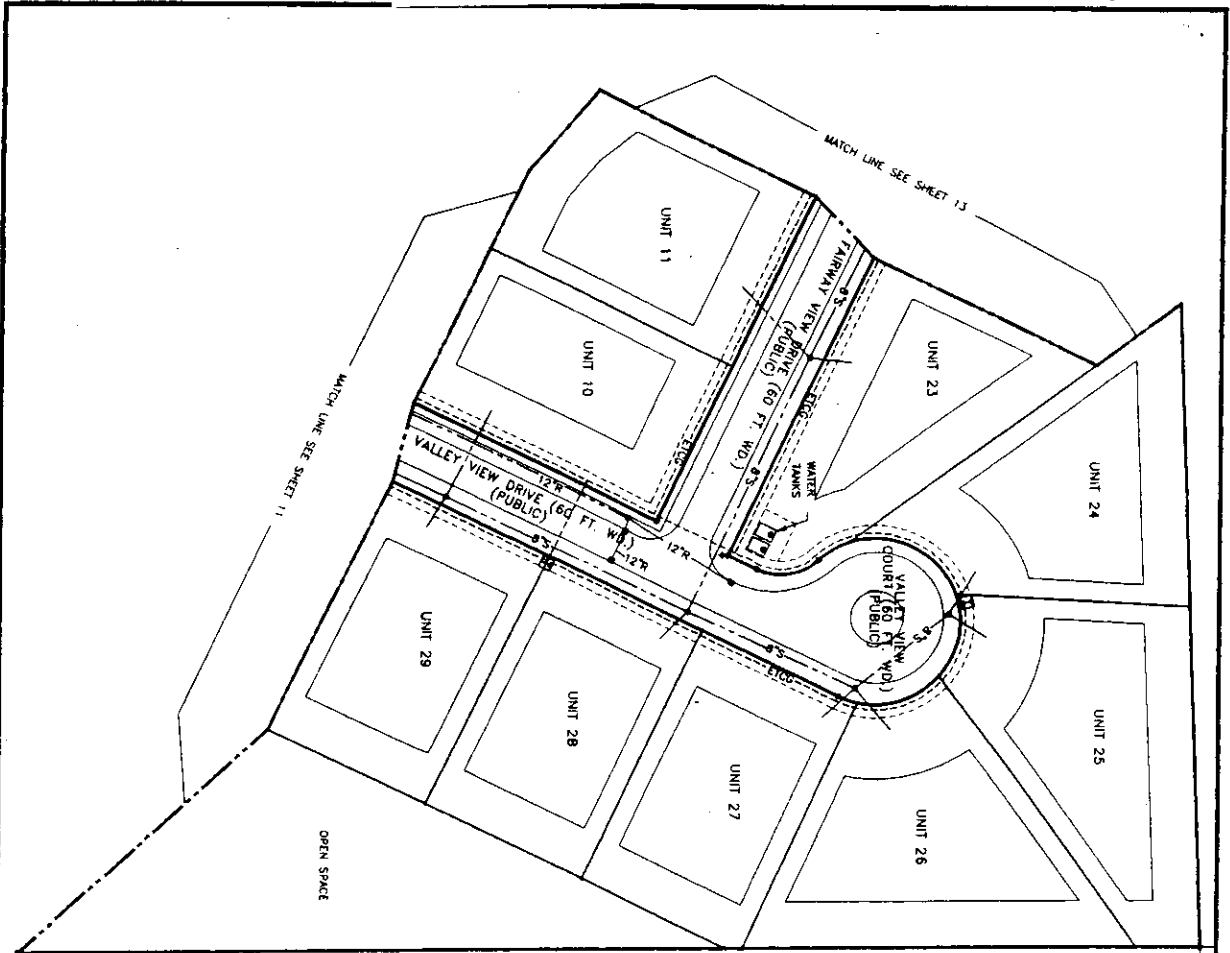 MATCH LINE SEE SHEET 13
MATCH LINE SEE SHEET 11
UNIT 11
UNIT 10
FAIRWAY VIEW DRIVE
(PUBLIC) (60 FT. WD.)
8"S
8"S
ETCG
ETCG
UNIT 23
UNIT 24
WATER
TANKS
VALLEY VIEW DRIVE (60 FT. WD.)
(PUBLIC)
12"R
12"R
12"R
8"S
8"S
8"S
ETCG
VALLEY VIEW
COURT (60 FT. WD.)
(PUBLIC)
UNIT 25
UNIT 26
UNIT 27
UNIT 28
UNIT 29
OPEN SPACE